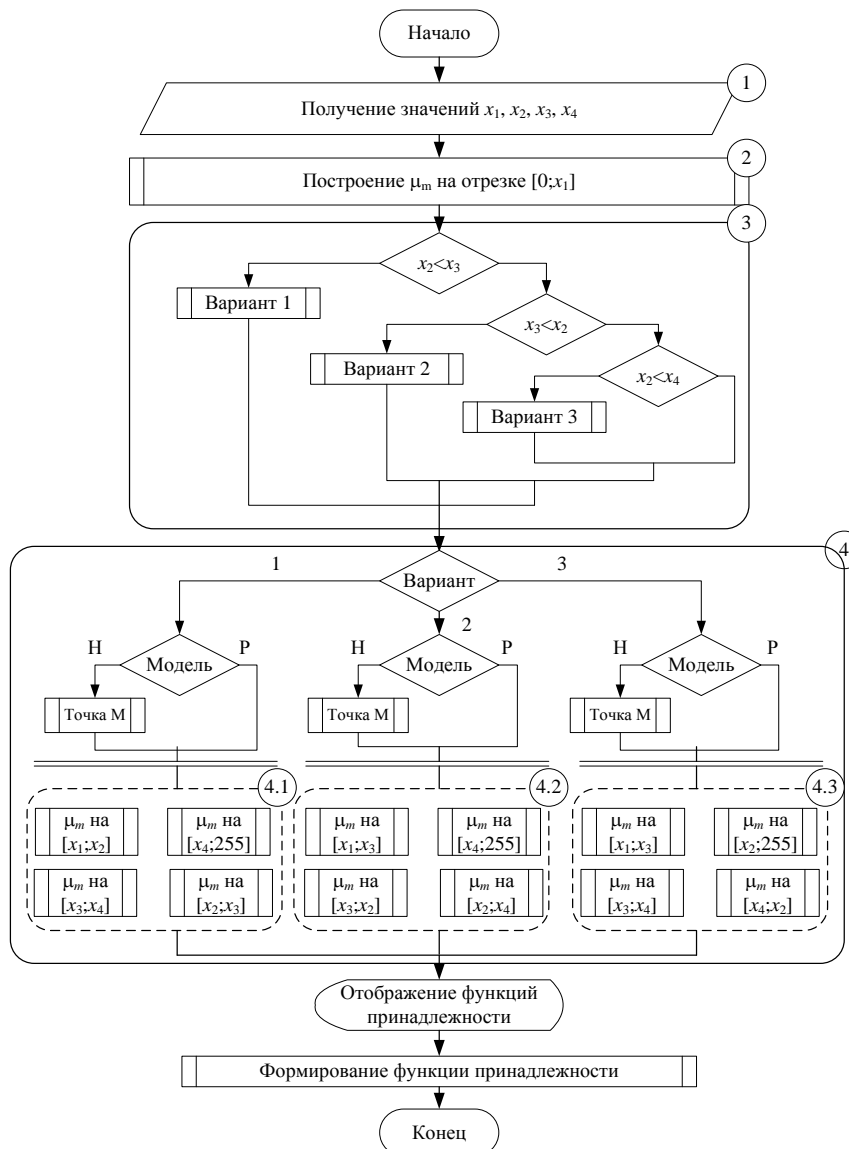 Начало
1
Получение значений x₁, x₂, x₃, x₄
2
Построение μₘ на отрезке [0;x₁]
3
x₂<x₃
Вариант 1
x₃<x₂
Вариант 2
x₂<x₄
Вариант 3
4
1
Вариант
3
2
Н
Модель
Р
Н
Модель
Р
Н
Модель
Р
Точка М
Точка М
Точка М
4.1
4.2
4.3
μₘ на
[x₁;x₂]
μₘ на
[x₄;255]
μₘ на
[x₁;x₃]
μₘ на
[x₄;255]
μₘ на
[x₁;x₃]
μₘ на
[x₂;255]
μₘ на
[x₃;x₄]
μₘ на
[x₂;x₃]
μₘ на
[x₃;x₂]
μₘ на
[x₂;x₄]
μₘ на
[x₃;x₄]
μₘ на
[x₄;x₂]
Отображение функций
принадлежности
Формирование функции принадлежности
Конец